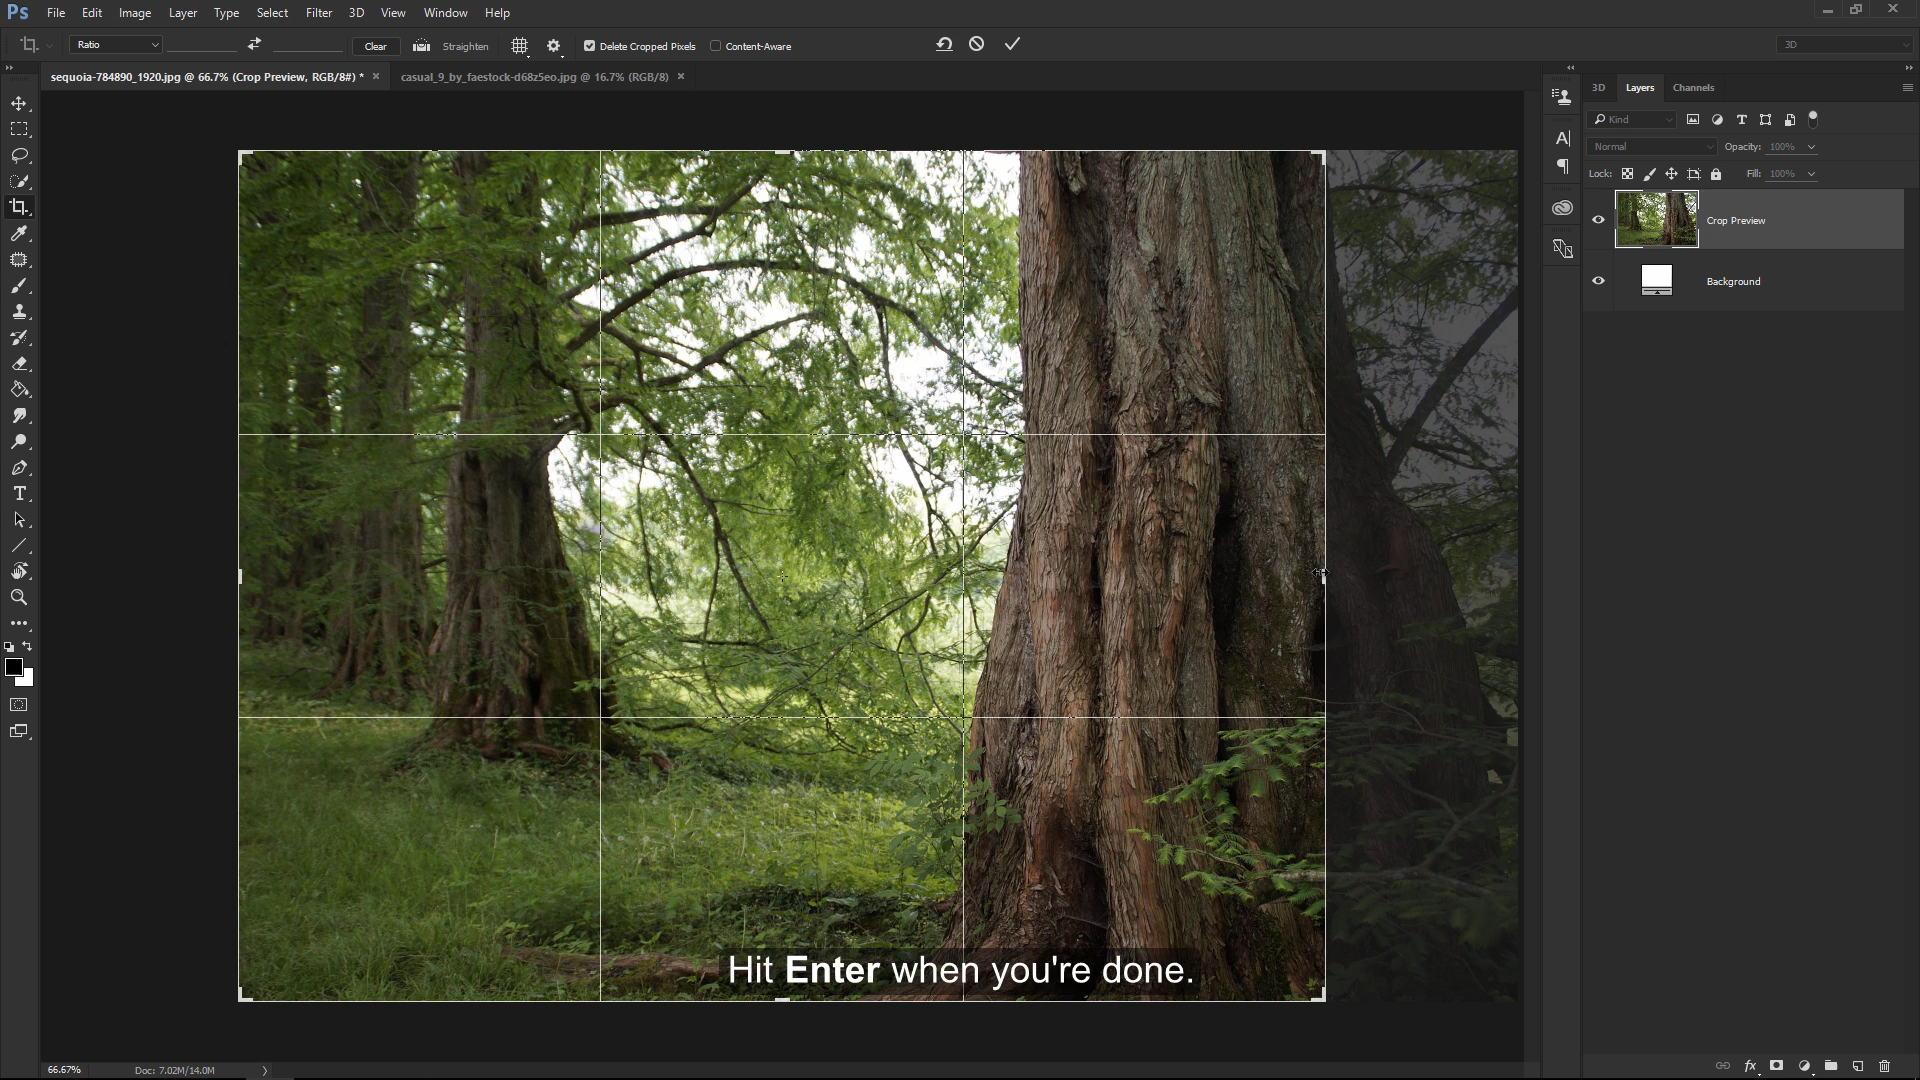 Ps File Edit Image Layer Type Select Filter 3D View Window Help
Ratio Clear Straighten Delete Cropped Pixels Content-Aware 3D
sequoia-784890_1920.jpg @ 66.7% (Crop Preview, RGB/8#) * × casual_9_by_faestock-d68z5eo.jpg @ 16.7% (RGB/8) ×
3D Layers Channels
Kind
Normal Opacity: 100%
Lock: Fill: 100%
Crop Preview
Background
Hit Enter when you're done.
66.67% Doc: 7.02M/14.0M